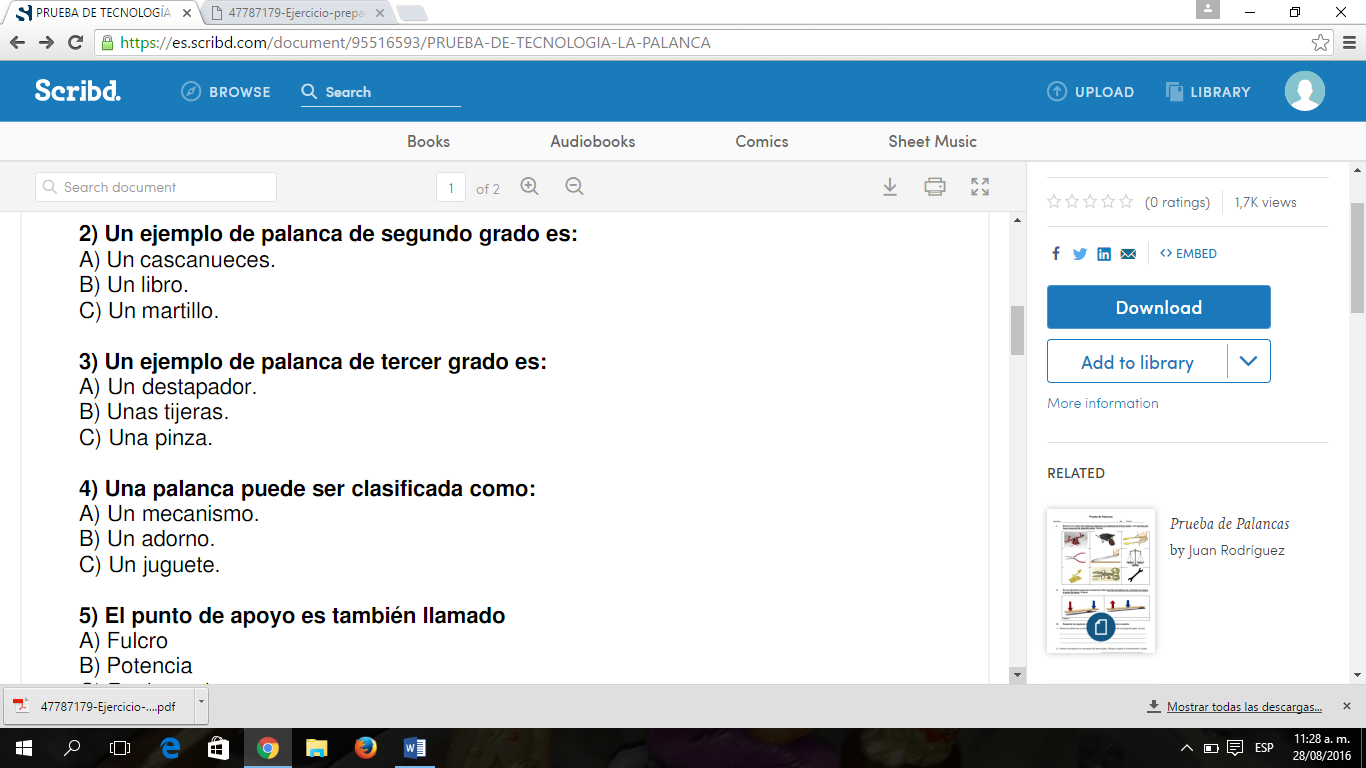 PRUEBA DE TECNOLOGÍA
47787179-Ejercicio-prepa
https://es.scribd.com/document/95516593/PRUEBA-DE-TECNOLOGIA-LA-PALANCA
Scribd.
BROWSE
Search
UPLOAD
LIBRARY
Books
Audiobooks
Comics
Sheet Music
Search document
1 of 2
2) Un ejemplo de palanca de segundo grado es:
A) Un cascanueces.
B) Un libro.
C) Un martillo.
3) Un ejemplo de palanca de tercer grado es:
A) Un destapador.
B) Unas tijeras.
C) Una pinza.
4) Una palanca puede ser clasificada como:
A) Un mecanismo.
B) Un adorno.
C) Un juguete.
5) El punto de apoyo es también llamado
A) Fulcro
B) Potencia
(0 ratings)
1,7K views
<> EMBED
Download
Add to library
More information
RELATED
Prueba de Palancas
Prueba de Palancas
by Juan Rodríguez
47787179-Ejercicio-....pdf
Mostrar todas las descargas...
ESP
11:28 a. m.
28/08/2016